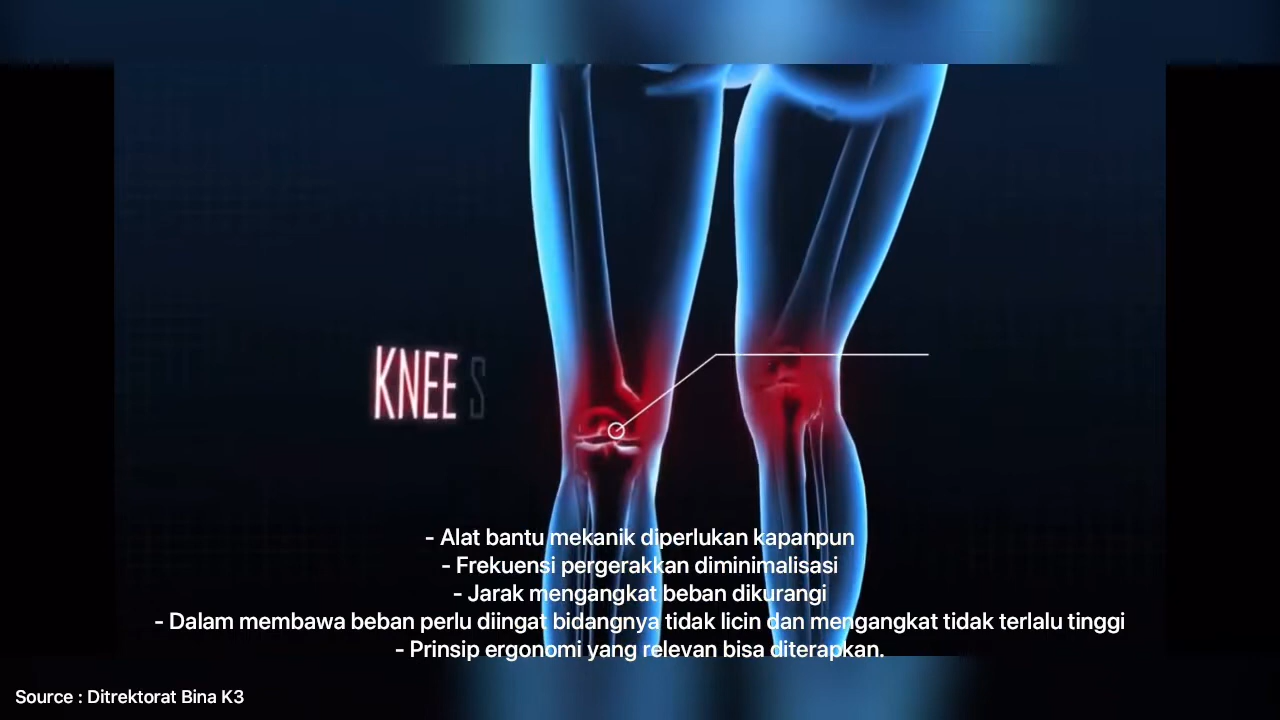 KNEES
- Alat bantu mekanik diperlukan kapanpun
- Frekuensi pergerakkan diminimalisasi
- Jarak mengangkat beban dikurangi
- Dalam membawa beban perlu diingat bidangnya tidak licin dan mengangkat tidak terlalu tinggi
- Prinsip ergonomi yang relevan bisa diterapkan.
Source : Ditrektorat Bina K3